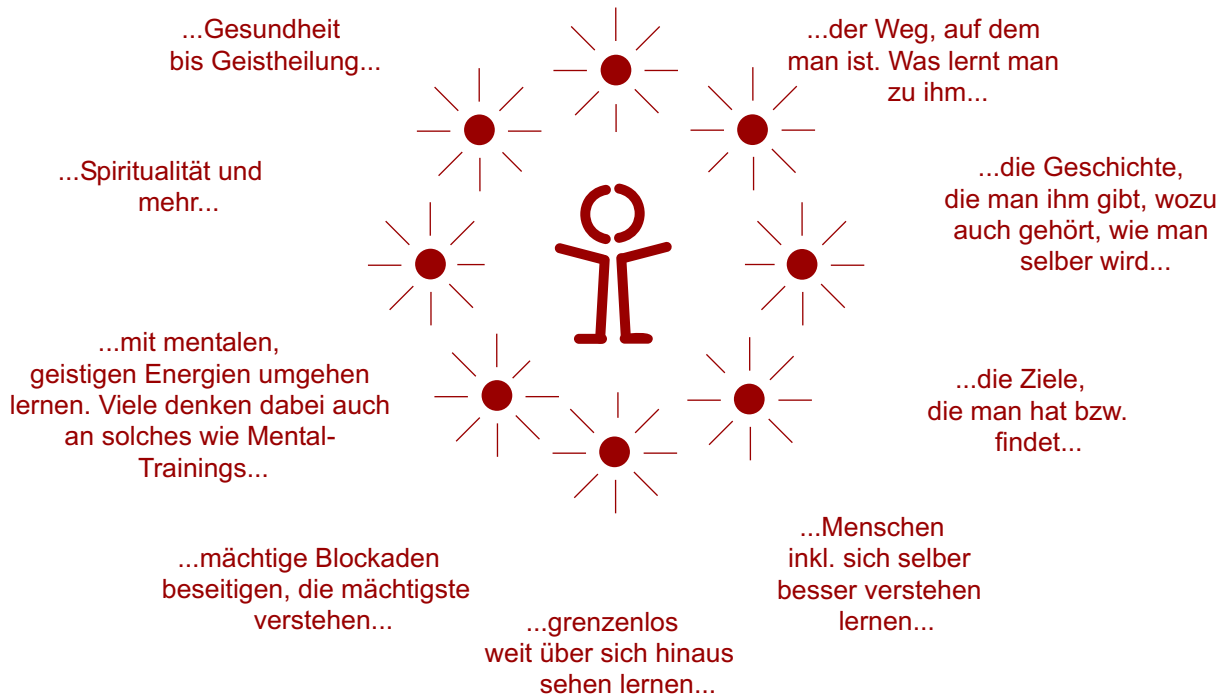 ...Gesundheit
bis Geistheilung...
...der Weg, auf dem
man ist. Was lernt man
zu ihm...
...Spiritualität und
mehr...
...die Geschichte,
die man ihm gibt, wozu
auch gehört, wie man
selber wird...
...mit mentalen,
geistigen Energien umgehen
lernen. Viele denken dabei auch
an solches wie Mental-
Trainings...
...die Ziele,
die man hat bzw.
findet...
...mächtige Blockaden
beseitigen, die mächtigste
verstehen...
...Menschen
inkl. sich selber
besser verstehen
lernen...
...grenzenlos
weit über sich hinaus
sehen lernen...